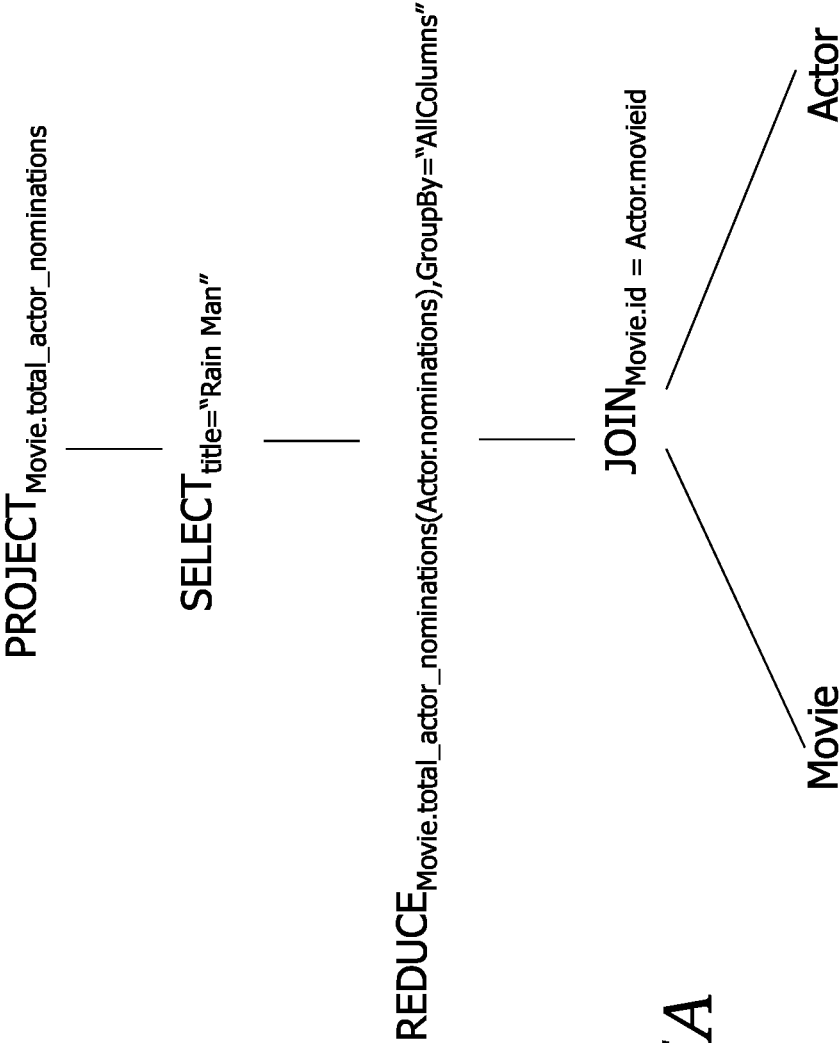 PROJECT Movie.total_actor_nominations
SELECT title=“Rain Man”
REDUCE Movie.total_actor_nominations(Actor.nominations),GroupBy=“AllColumns”
JOIN Movie.id = Actor.movieid
Movie
Actor
A